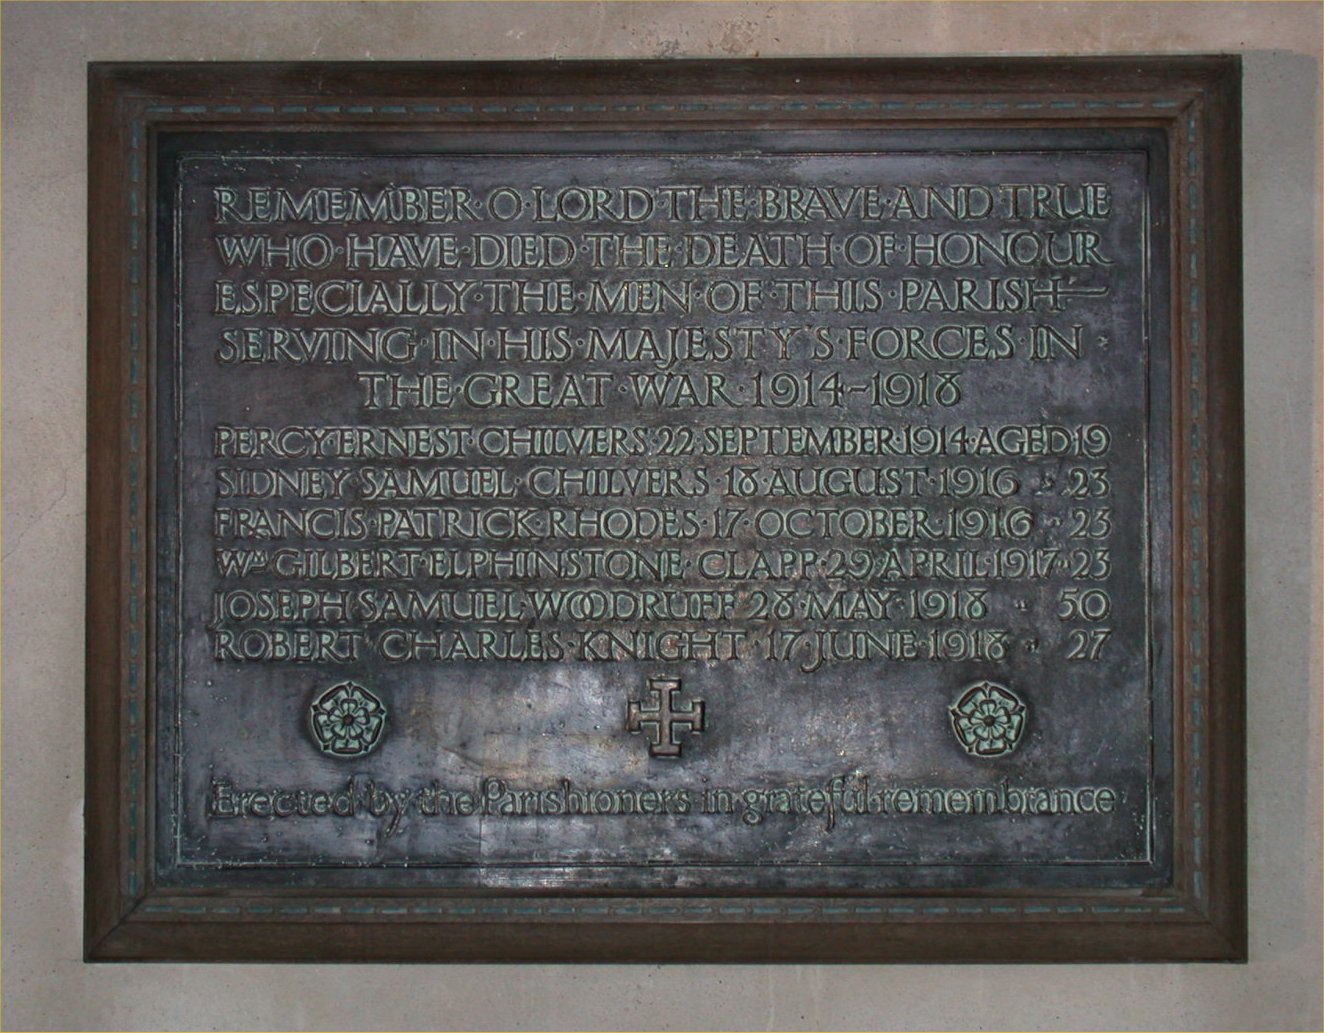 REMEMBER·O·LORD·THE·BRAVE·AND·TRUE
WHO·HAVE·DIED·THE·DEATH·OF·HONOUR
ESPECIALLY·THE·MEN·OF·THIS·PARISH
SERVING·IN·HIS·MAJESTY'S·FORCES·IN·
THE·GREAT·WAR·1914-1918
PERCY·ERNEST·CHILVERS·22·SEPTEMBER·1914·AGED·19
SIDNEY·SAMUEL·CHILVERS·18·AUGUST·1916 " 23
FRANCIS·PATRICK·RHODES·17·OCTOBER·1916 " 23
WM·GILBERT·ELPHINSTONE·CLAPP·29·APRIL·1917·23
JOSEPH·SAMUEL·WOODRUFF·28·MAY·1918 " 50
ROBERT·CHARLES·KNIGHT·17·JUNE·1918 " 27
Erected by the Parishioners in grateful remembrance